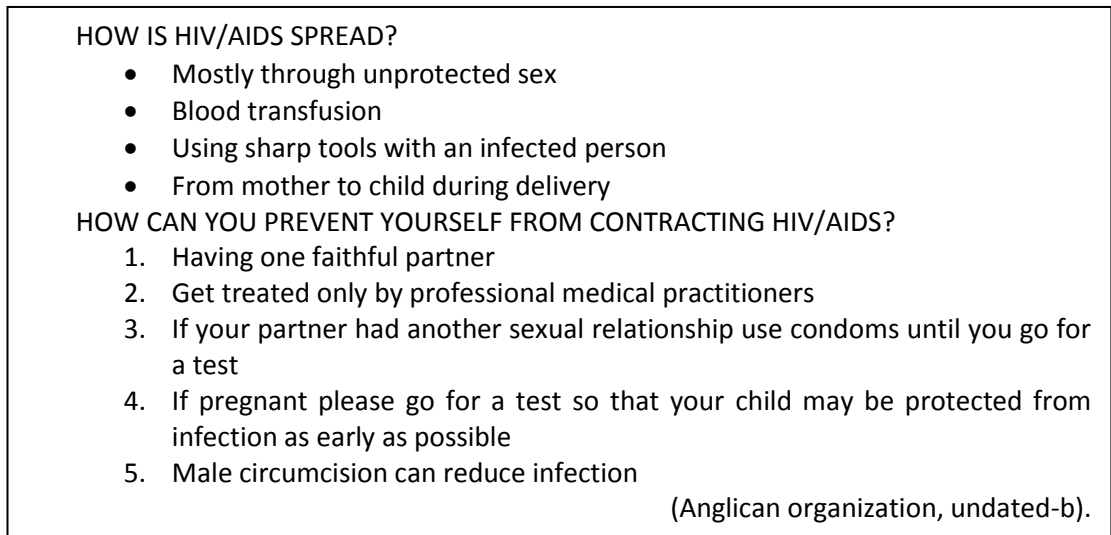 HOW IS HIV/AIDS SPREAD?
• Mostly through unprotected sex
• Blood transfusion
• Using sharp tools with an infected person
• From mother to child during delivery
HOW CAN YOU PREVENT YOURSELF FROM CONTRACTING HIV/AIDS?
1. Having one faithful partner
2. Get treated only by professional medical practitioners
3. If your partner had another sexual relationship use condoms until you go for
a test
4. If pregnant please go for a test so that your child may be protected from
infection as early as possible
5. Male circumcision can reduce infection
(Anglican organization, undated-b).